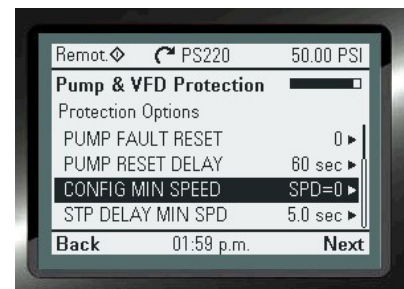 Remot. PS220 50.00 PSI
Pump & VFD Protection
Protection Options
PUMP FAULT RESET 0
PUMP RESET DELAY 60 sec
CONFIG MIN SPEED SPD=0
STP DELAY MIN SPD 5.0 sec
Back 01:59 p.m. Next